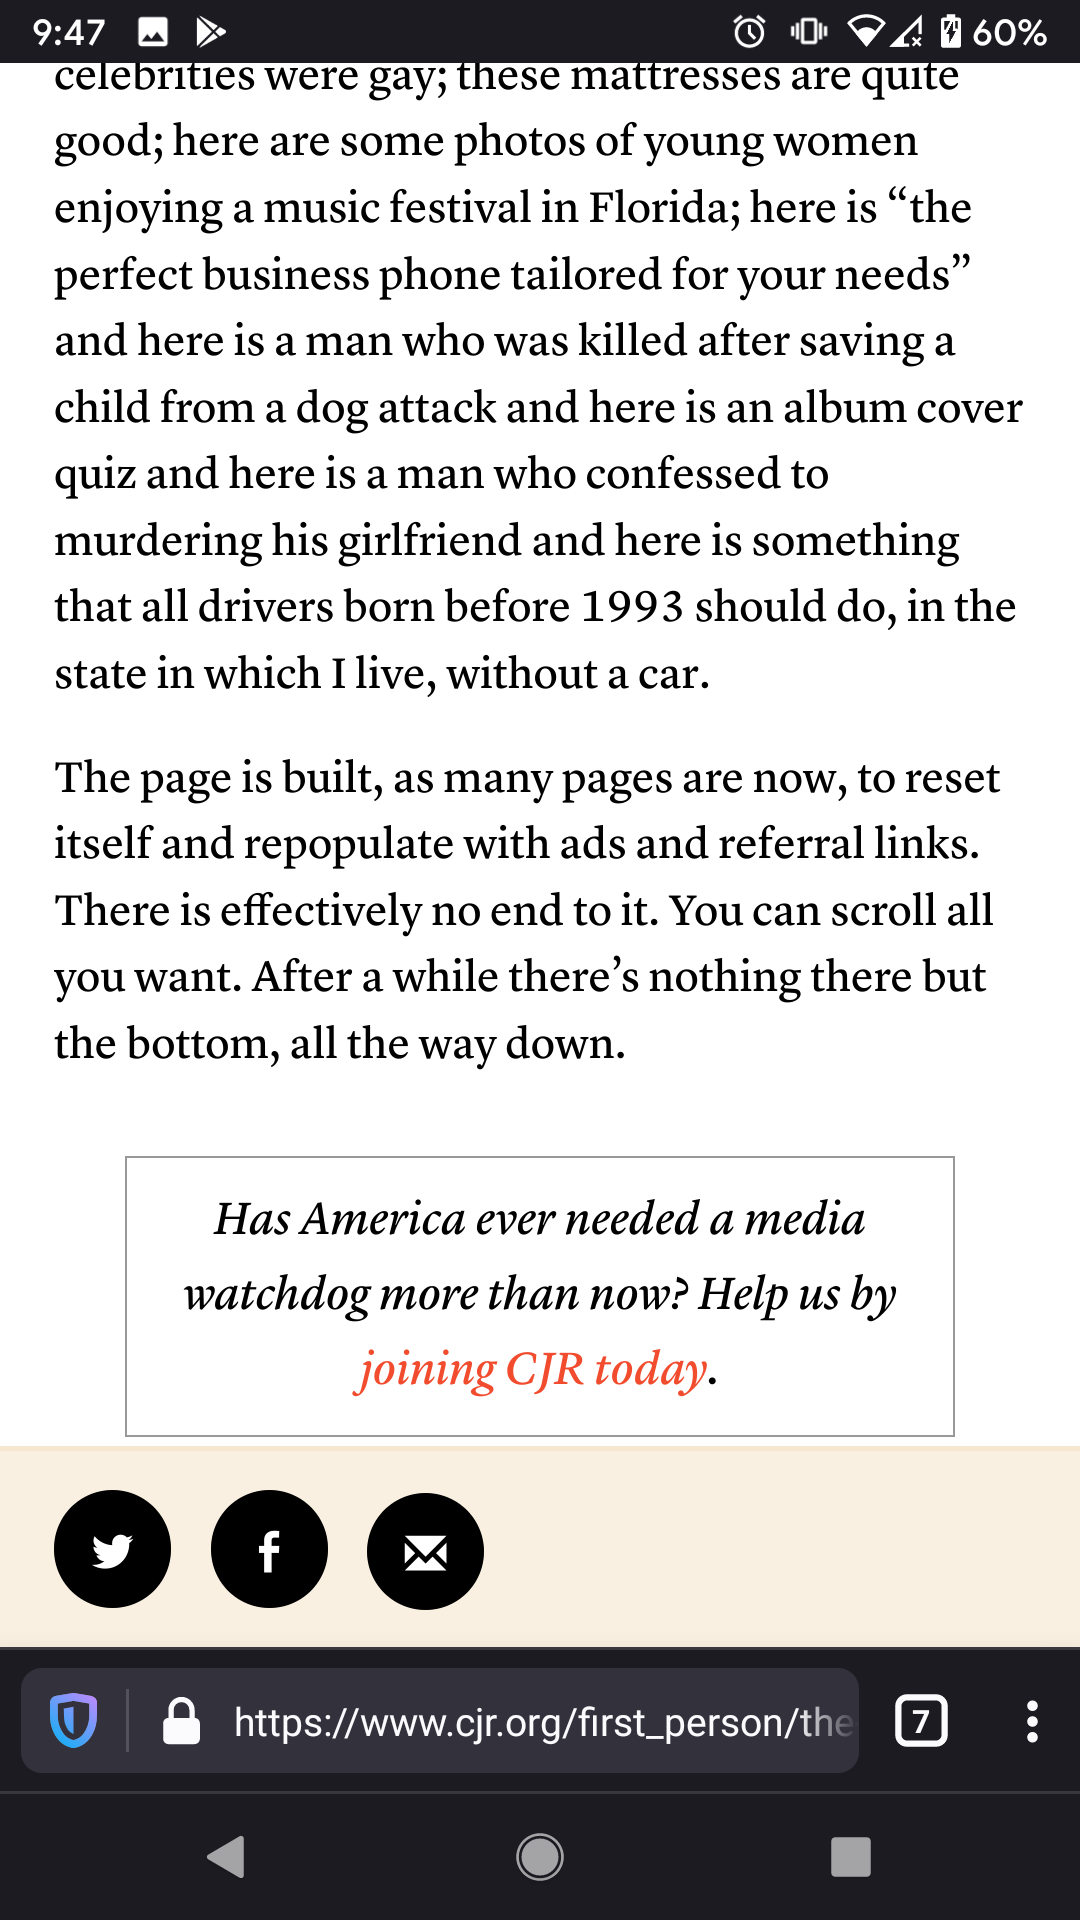 9:47
60%
celebrities were gay; these mattresses are quite
good; here are some photos of young women
enjoying a music festival in Florida; here is “the
perfect business phone tailored for your needs”
and here is a man who was killed after saving a
child from a dog attack and here is an album cover
quiz and here is a man who confessed to
murdering his girlfriend and here is something
that all drivers born before 1993 should do, in the
state in which I live, without a car.
The page is built, as many pages are now, to reset
itself and repopulate with ads and referral links.
There is effectively no end to it. You can scroll all
you want. After a while there’s nothing there but
the bottom, all the way down.
Has America ever needed a media
watchdog more than now? Help us by
joining CJR today.
https://www.cjr.org/first_person/the
7